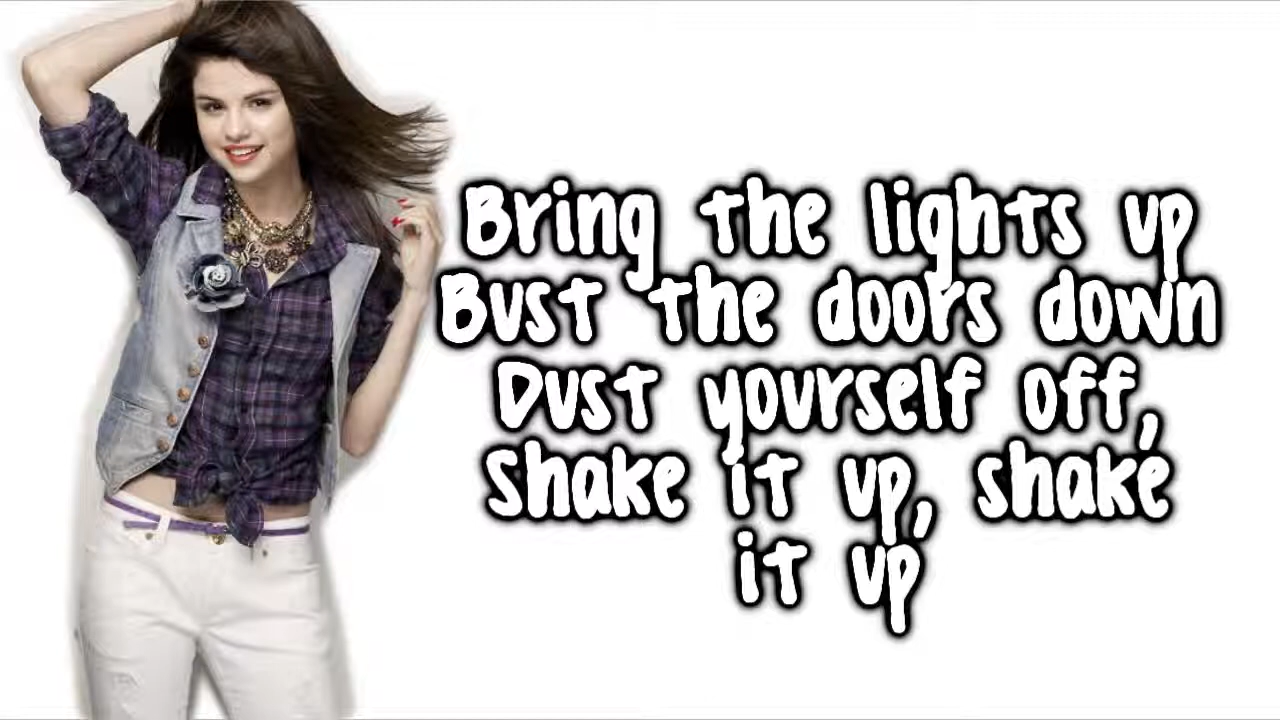 Bring the lights up
Bust the doors down
Dust yourself off,
Shake it up, shake
it up